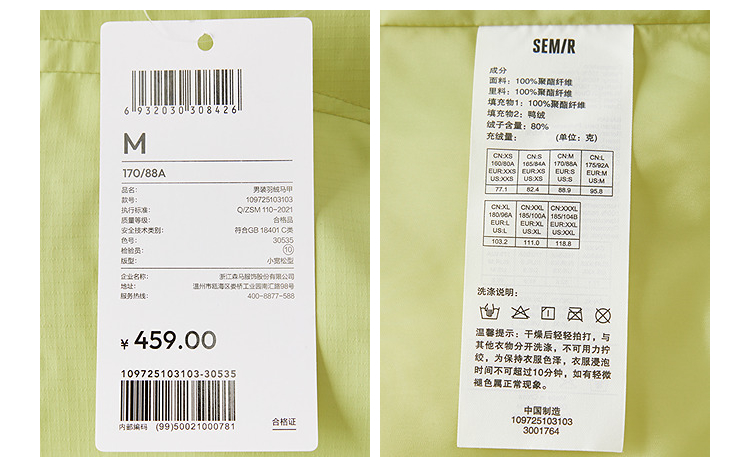 6 932030 308426
M
170/88A
品名: 男装羽绒马甲
款号: 109725103103
执行标准: Q/ZSM 110-2021
质量等级: 合格品
安全技术类别: 符合GB 18401 C类
色号: 30535
检验员: 10
版型: 小宽松型
企业名称: 浙江森马服饰股份有限公司
地址: 温州市瓯海区娄桥工业园南汇路98号
服务热线: 400-8877-588
¥ 459.00
109725103103-30535
内部编码 (99)50021000781
合格证
SEMIR
成分
面料: 100%聚酯纤维
里料: 100%聚酯纤维
填充物1: 100%聚酯纤维
填充物2: 鸭绒
绒子含量: 80%
充绒量: (单位: 克)
CN:XS CN:S CN:M CN:L
160/80A 165/84A 170/88A 175/92A
EUR:XXS EUR:XS EUR:S EUR:M
US:XXS US:XS US:S US:M
77.1 82.4 88.9 95.8
CN:XL CN:XXL CN:XXXL
180/96A 185/100A 185/104B
EUR:L EUR:XL EUR:XXL
US:L US:XL US:XXL
103.2 111.0 118.8
洗涤说明:
温馨提示: 干燥后轻轻拍打, 与
其他衣物分开洗涤, 不可用力拧
绞, 为保持衣服色泽, 衣服浸泡
时间不可超过10分钟, 如有轻微
褪色属正常现象。
中国制造
109725103103
3001764